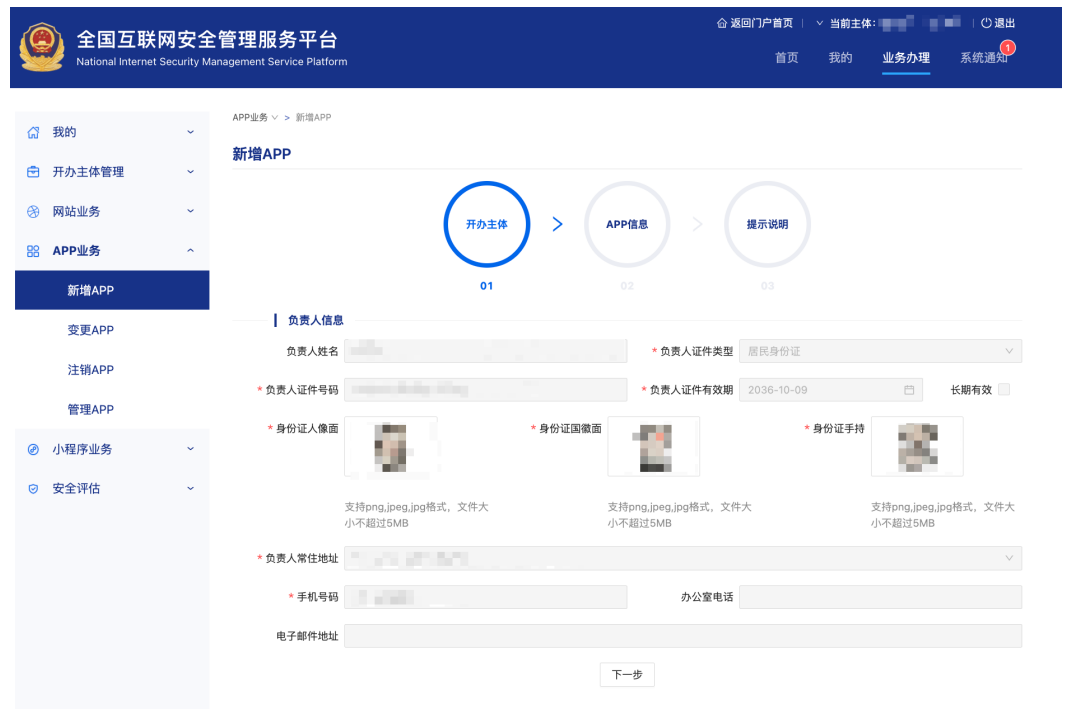 返回门户首页 当前主体: 退出
全国互联网安全管理服务平台
National Internet Security Management Service Platform
首页 我的 业务办理 系统通知 1
我的
开办主体管理
网站业务
APP业务
新增APP
变更APP
注销APP
管理APP
小程序业务
安全评估
APP业务 > 新增APP
新增APP
开办主体 > APP信息 > 提示说明
01 02 03
负责人信息
负责人姓名 * 负责人证件类型 居民身份证
* 负责人证件号码 * 负责人证件有效期 2036-10-09 长期有效
* 身份证人像面 * 身份证国徽面 * 身份证手持
支持png,jpeg,jpg格式，文件大 支持png,jpeg,jpg格式，文件大 支持png,jpeg,jpg格式，文件大
小不超过5MB 小不超过5MB 小不超过5MB
* 负责人常住地址
* 手机号码 办公室电话
电子邮件地址
下一步